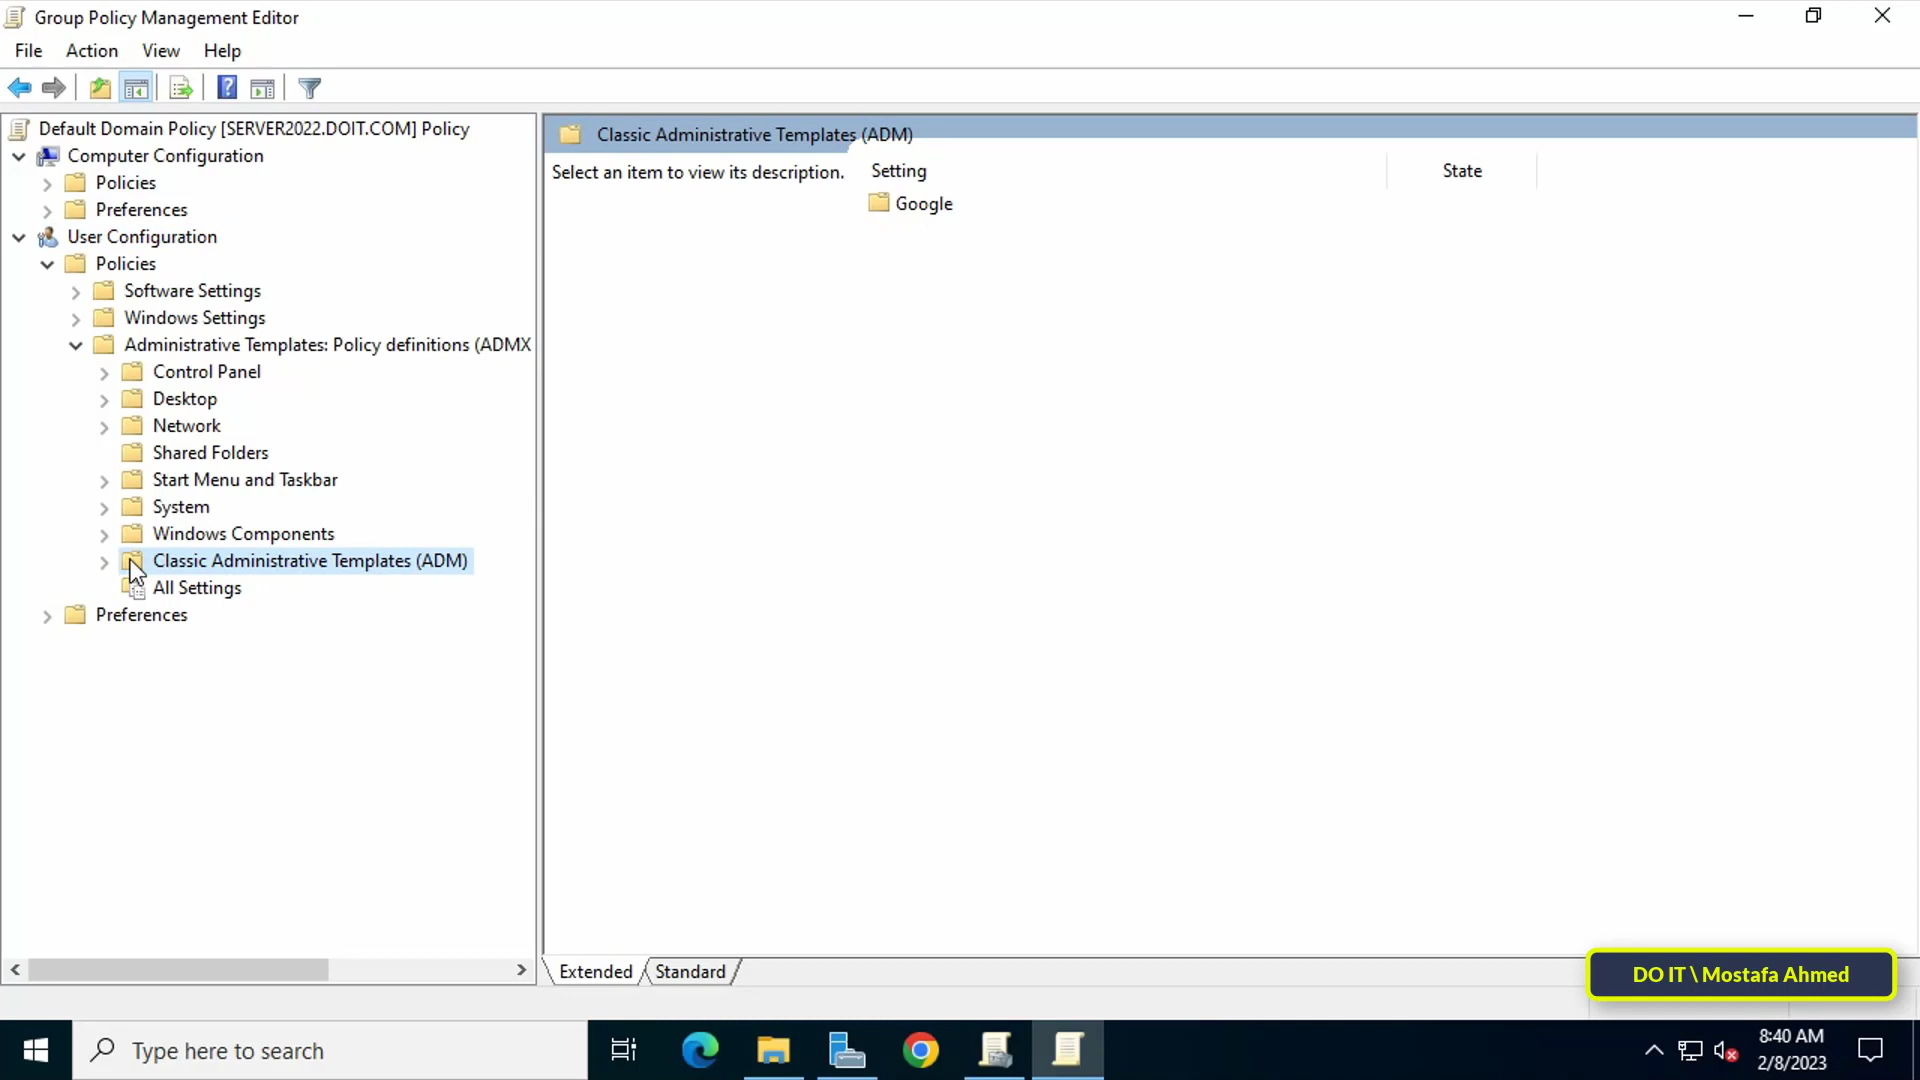 Group Policy Management Editor
File Action View Help
Default Domain Policy [SERVER2022.DOIT.COM] Policy
Computer Configuration
Policies
Preferences
User Configuration
Policies
Software Settings
Windows Settings
Administrative Templates: Policy definitions (ADMX
Control Panel
Desktop
Network
Shared Folders
Start Menu and Taskbar
System
Windows Components
Classic Administrative Templates (ADM)
All Settings
Preferences
Classic Administrative Templates (ADM)
Select an item to view its description.
Setting State
Google
Extended Standard
DO IT \ Mostafa Ahmed
Type here to search
8:40 AM
2/8/2023